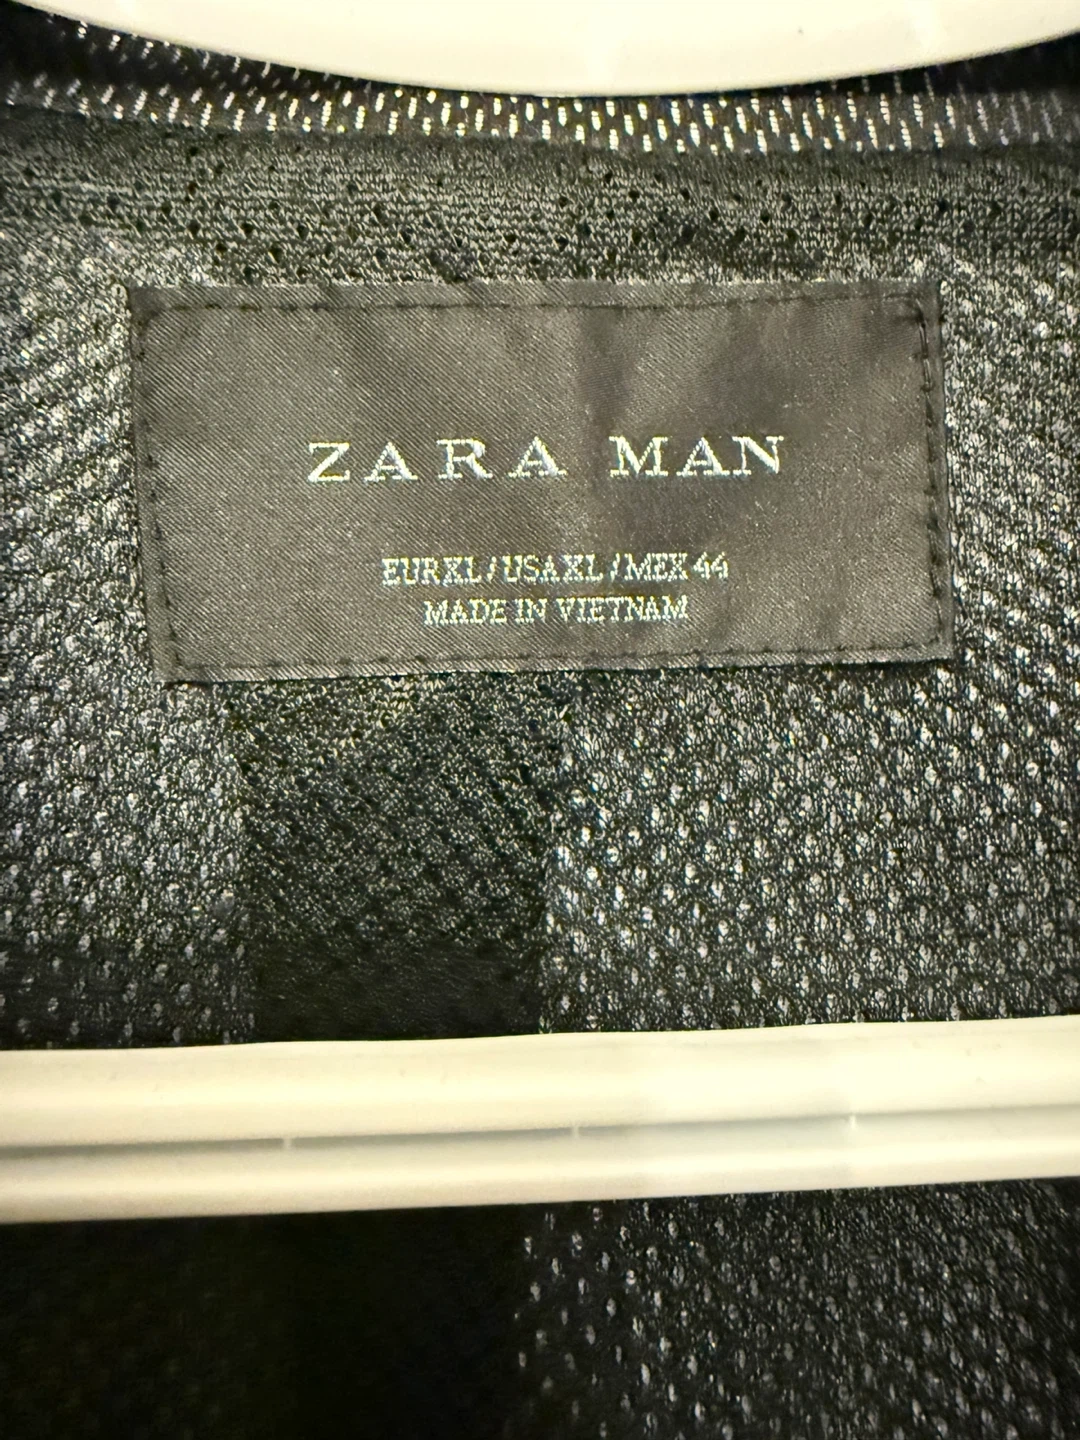 ZARA MAN
EUR XL / USA XL / MEX 44
MADE IN VIETNAM